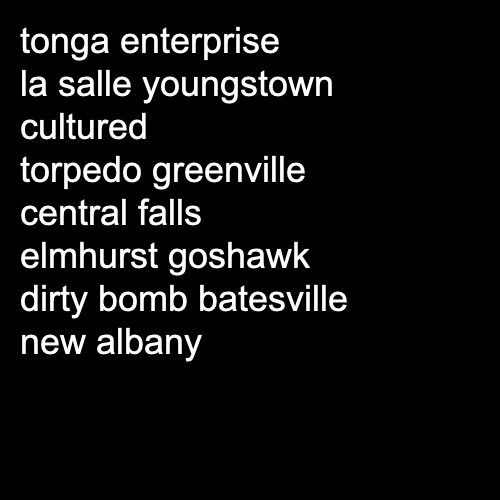 tonga enterprise
la salle youngstown
cultured
torpedo greenville
central falls
elmhurst goshawk
dirty bomb batesville
new albany